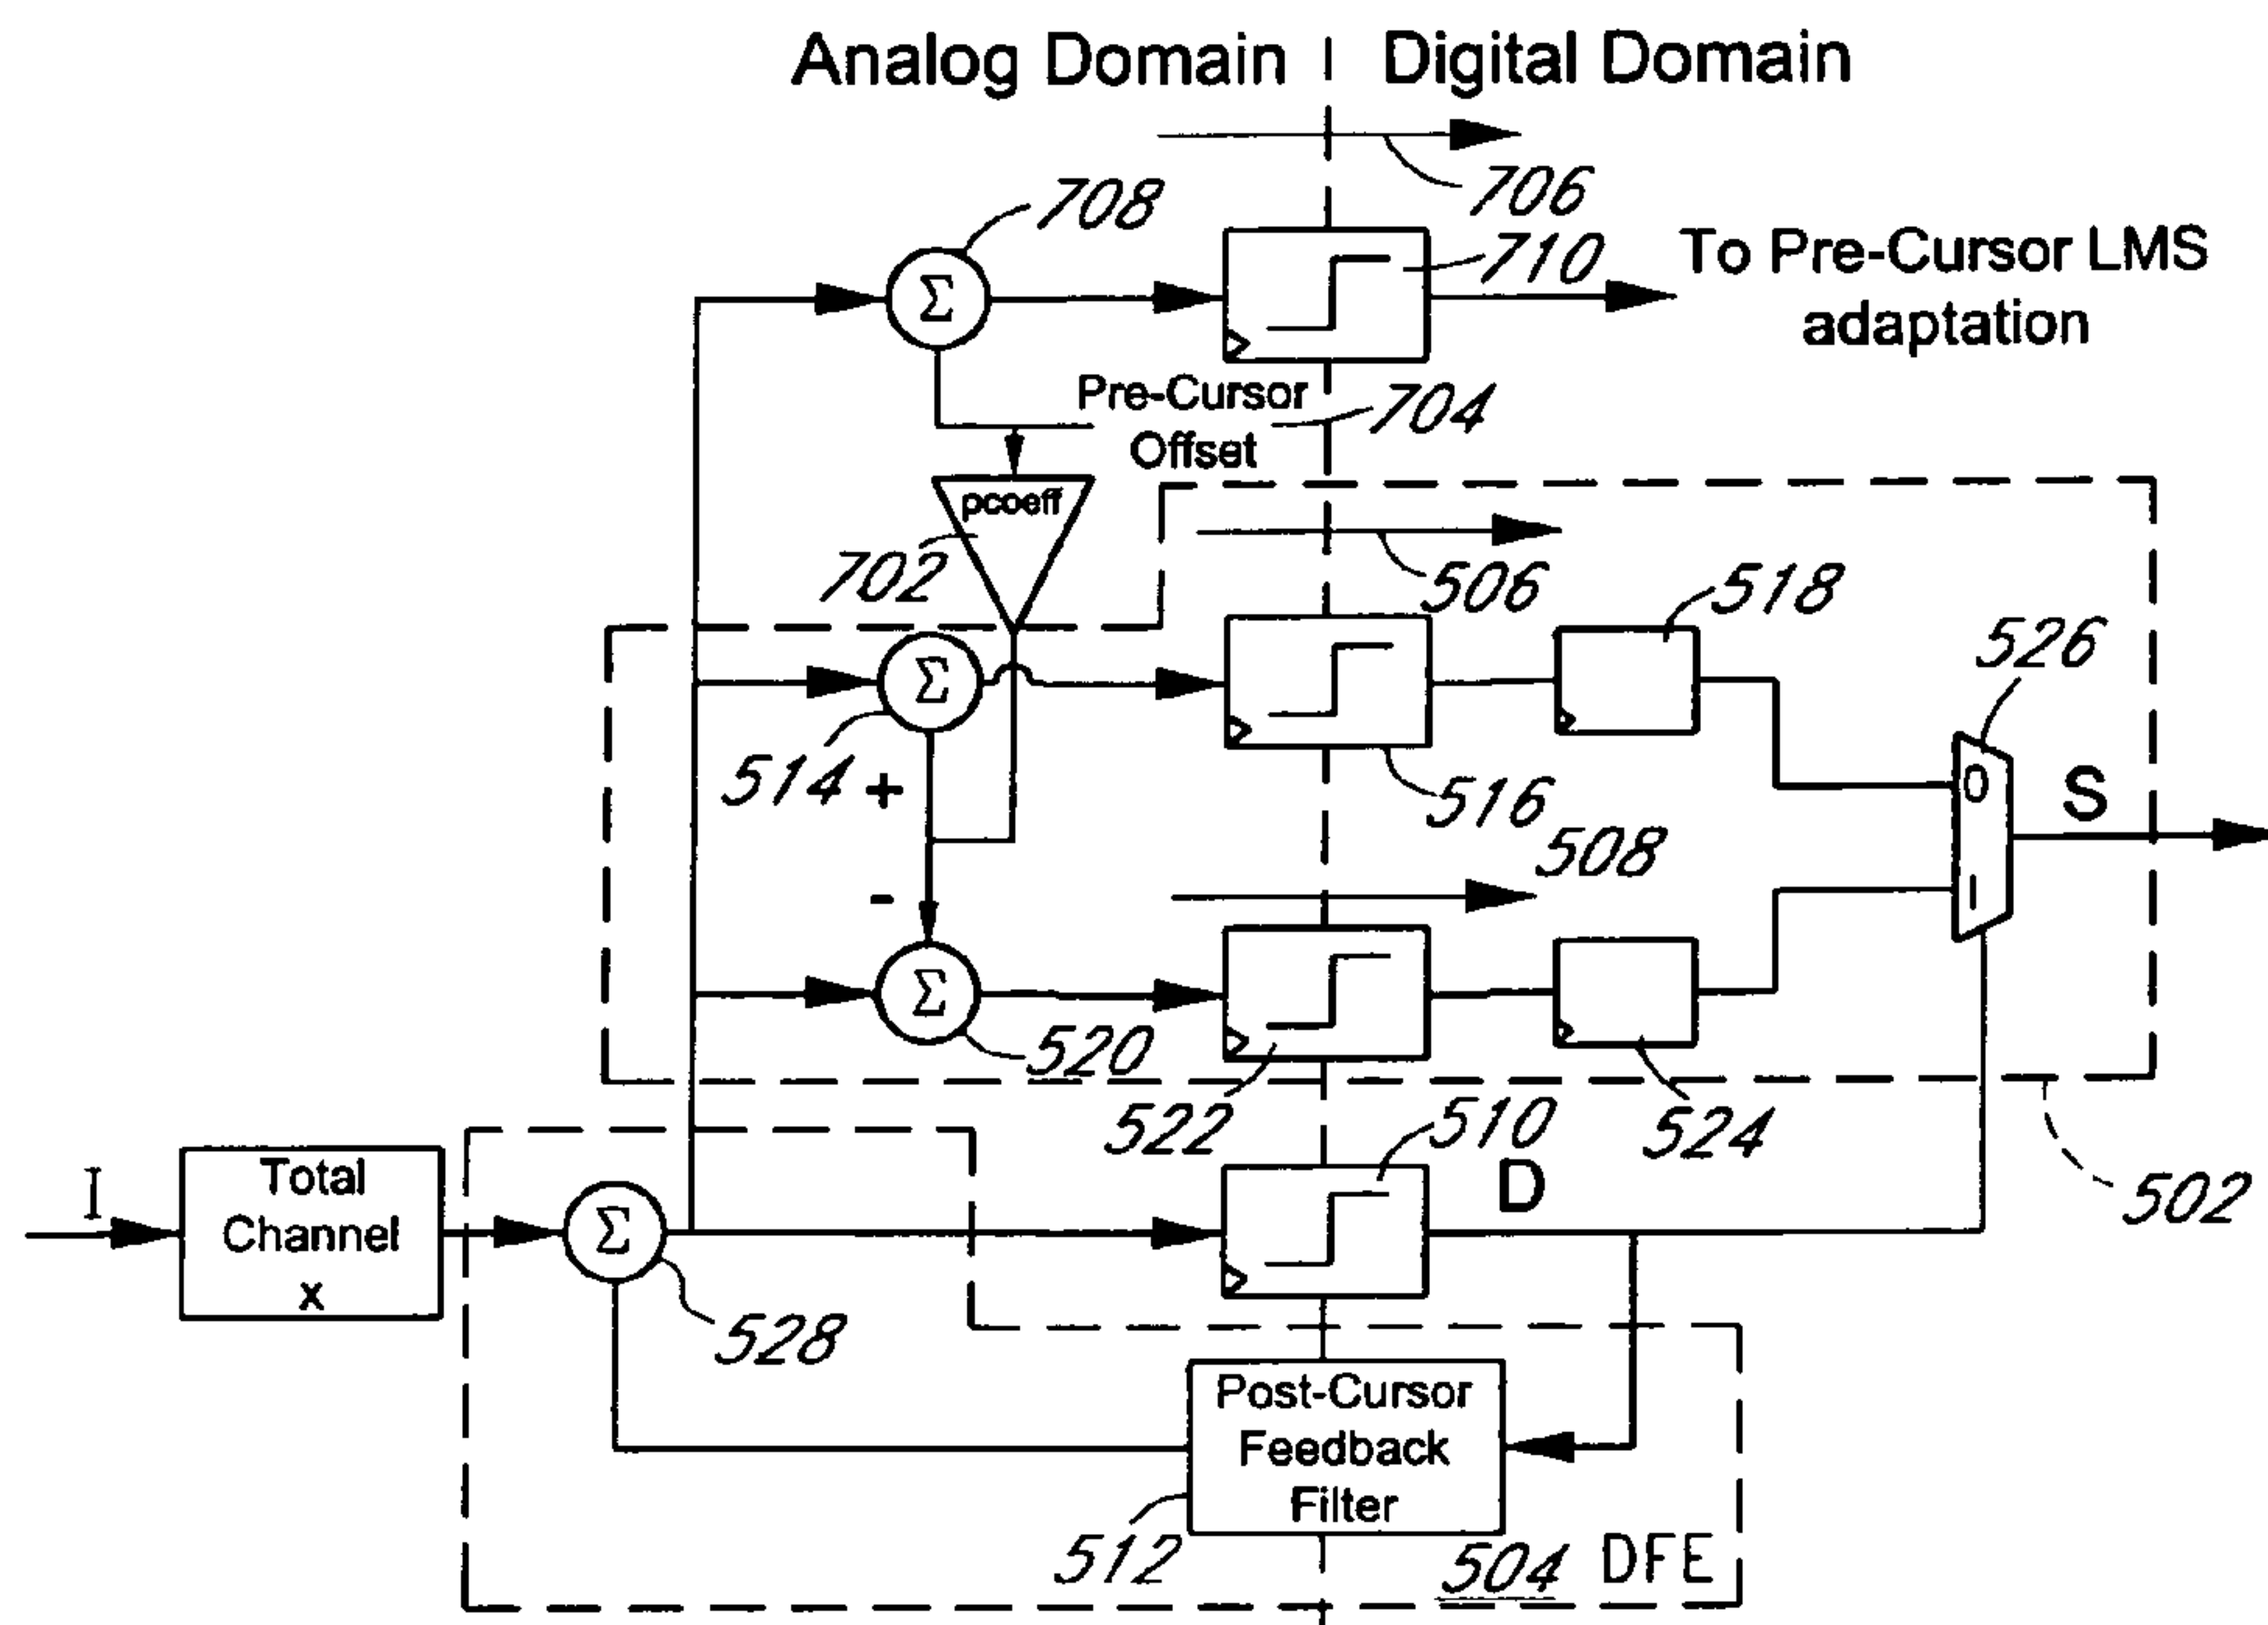 Analog Domain
Digital Domain
706
708
Σ
710
To Pre-Cursor LMS
adaptation
Pre-Cursor
Offset
704
pcoeff
702
506
518
Σ
526
514
+
516
0
S
508
-
1
Σ
520
522
510
524
D
502
I
Total
Channel
x
Σ
528
Post-Cursor
Feedback
Filter
512
504 DFE